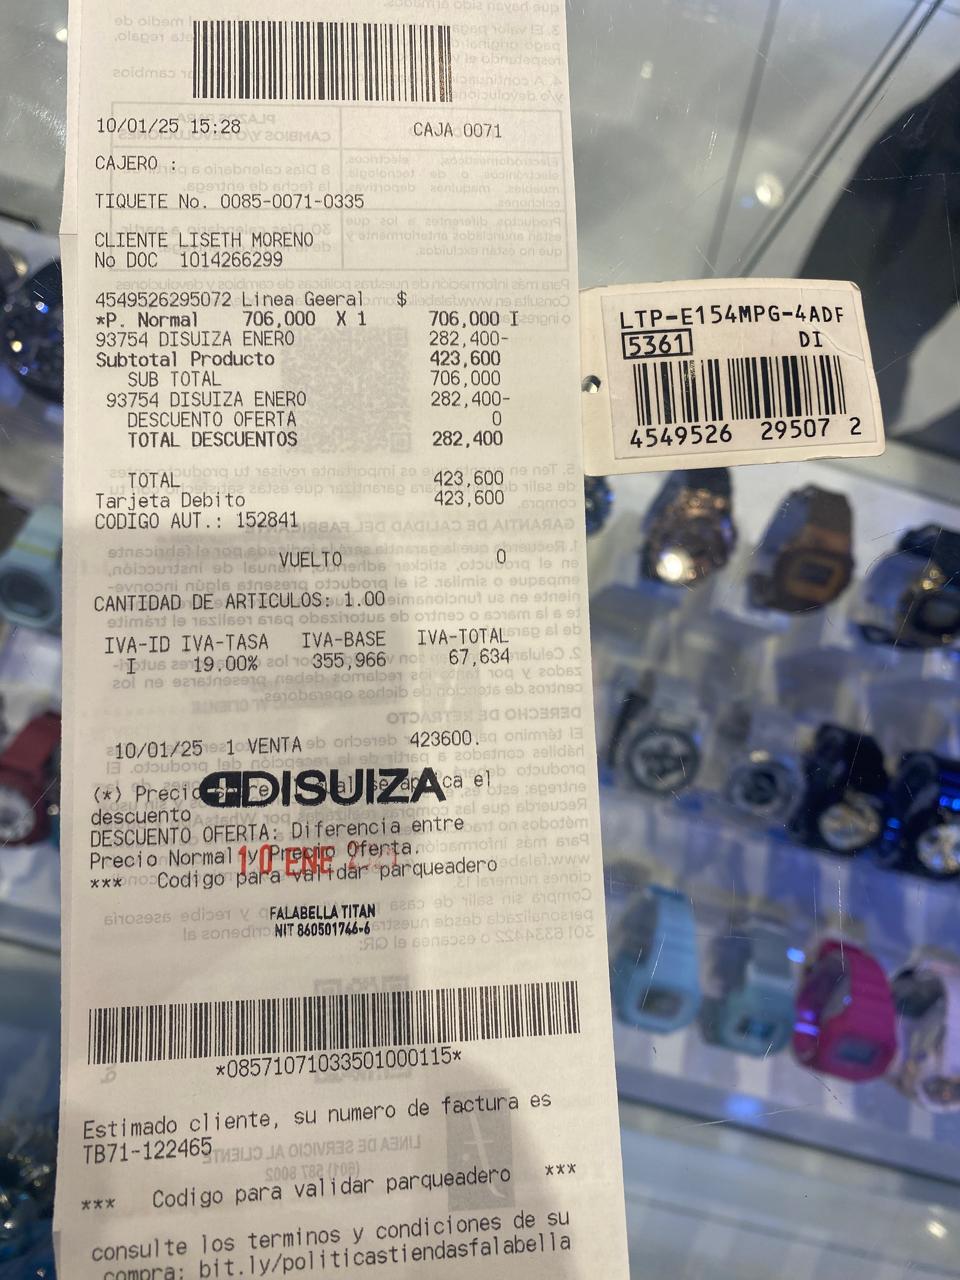 10/01/25 15:28 CAJA 0071
CAJERO :
TIQUETE No. 0085-0071-0335
CLIENTE LISETH MORENO
No DOC 1014266299
4549526295072 Linea Geeral $
*P. Normal 706,000 X 1 706,000 I
93754 DISUIZA ENERO 282,400-
Subtotal Producto 423,600
SUB TOTAL 706,000
93754 DISUIZA ENERO 282,400-
DESCUENTO OFERTA 0
TOTAL DESCUENTOS 282,400
TOTAL 423,600
Tarjeta Debito 423,600
CODIGO AUT.: 152841
VUELTO 0
CANTIDAD DE ARTICULOS: 1.00
IVA-ID IVA-TASA IVA-BASE IVA-TOTAL
I 19.00% 355,966 67,634
10/01/25 1 VENTA 423600.
DISUIZA
(*) Precio el
descuento
DESCUENTO OFERTA: Diferencia entre
Precio Normal y Precio Oferta.
10 ENE
*** Codigo para validar parqueadero
FALABELLA TITAN
NIT 860501746-6
*08571071033501000115*
Estimado cliente, su numero de factura es
TB71-122465
*** Codigo para validar parqueadero ***
consulte los terminos y condiciones de su
compra: bit.ly/politicastiendasfalabella
LTP-E154MPG-4ADF
5361 DI
4549526 29507 2